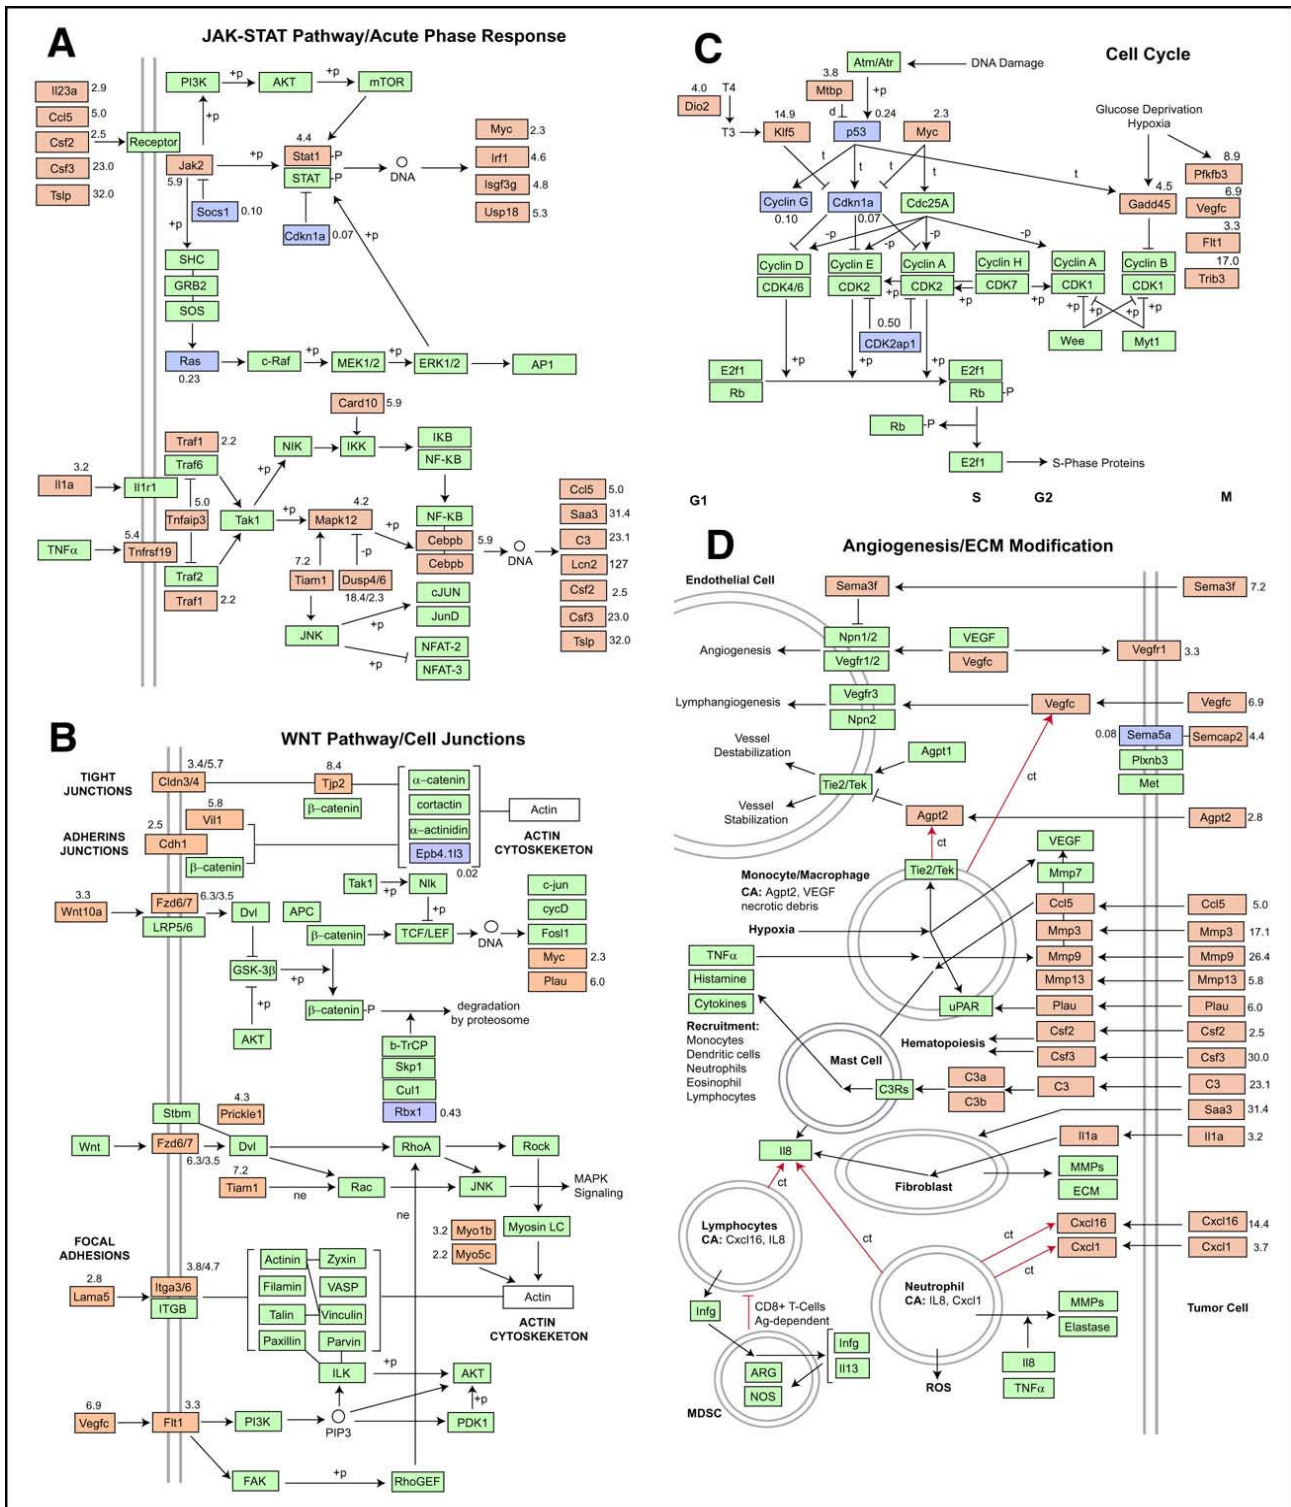 A
JAK-STAT Pathway/Acute Phase Response
Il23a 2.9
Ccl5 5.0
Csf2 2.5
Csf3 23.0
Tslp 32.0
Receptor
PI3K
+p
AKT
+p
mTOR
+p
Jak2
5.9
+p
4.4
Stat1 -P
STAT -P
DNA
Myc 2.3
Irf1 4.6
Isgf3g 4.8
Usp18 5.3
Socs1 0.10
+p
Cdkn1a 0.07
+p
SHC
GRB2
SOS
Ras
0.23
c-Raf
+p
MEK1/2
+p
ERK1/2
AP1
Card10 5.9
Traf1 2.2
Traf6
NIK
IKK
IKB
NF-KB
+p
3.2
Il1a
Il1r1
5.0
Tnfaip3
Tak1
+p
4.2
Mapk12
+p
NF-KB
Cebpb 5.9
Cebpb
DNA
Ccl5 5.0
Saa3 31.4
C3 23.1
Lcn2 127
Csf2 2.5
Csf3 23.0
Tslp 32.0
TNFα
5.4
Tnfrsf19
Traf2
Traf1 2.2
-p
7.2
Tiam1
Dusp4/6
18.4/2.3
cJUN
JunD
JNK
+p
+p
NFAT-2
NFAT-3
B
WNT Pathway/Cell Junctions
TIGHT
JUNCTIONS
3.4/5.7
Cldn3/4
8.4
Tjp2
β-catenin
α-catenin
cortactin
α-actinidin
Epb4.1l3
0.02
Actin
ACTIN
CYTOSKEKETON
ADHERINS
JUNCTIONS
5.8
Vil1
2.5
Cdh1
β-catenin
3.3
Wnt10a
Fzd6/7
6.3/3.5
LRP5/6
Dvl
APC
β-catenin
Tak1
+p
Nlk
+p
TCF/LEF
DNA
c-jun
cycD
Fosl1
Myc 2.3
Plau 6.0
GSK-3β
+p
+p
AKT
β-catenin -P
degradation
by proteosome
b-TrCP
Skp1
Cul1
Rbx1 0.43
Stbm
4.3
Prickle1
Wnt
Fzd6/7
6.3/3.5
Dvl
RhoA
Rock
7.2
Tiam1
ne
Rac
JNK
MAPK
Signaling
ne
3.2 Myo1b
2.2 Myo5c
Myosin LC
FOCAL
ADHESIONS
2.8
Lama5
3.8/4.7
Itga3/6
ITGB
Actinin
Zyxin
Filamin
VASP
Talin
Vinculin
Paxillin
Parvin
ILK
Actin
ACTIN
CYTOSKEKETON
+p
AKT
+p
6.9
Vegfc
3.3
Flt1
PI3K
PIP3
PDK1
FAK
+p
RhoGEF
C
Cell Cycle
Atm/Atr
DNA Damage
4.0
Dio2
T4
T3
3.8
Mtbp
d
+p
14.9
Klf5
0.24
p53
2.3
Myc
Glucose Deprivation
Hypoxia
t
t
t
t
t
Cyclin G
0.10
Cdkn1a
0.07
Cdc25A
4.5
Gadd45
8.9
Pfkfb3
6.9
Vegfc
3.3
Flt1
17.0
Trib3
-p
-p
-p
-p
Cyclin D
CDK4/6
Cyclin E
CDK2
Cyclin A
CDK2
Cyclin H
CDK7
Cyclin A
CDK1
Cyclin B
CDK1
+p
+p
+p
+p
+p
+p
+p
0.50
CDK2ap1
Wee
Myt1
+p
+p
+p
E2f1
Rb
E2f1
Rb -P
Rb -P
E2f1
S-Phase Proteins
G1
S
G2
M
D
Angiogenesis/ECM Modification
Endothelial Cell
Sema3f
Sema3f 7.2
Npn1/2
Vegfr1/2
VEGF
Vegfc
Vegfr1 3.3
Angiogenesis
Lymphangiogenesis
Vegfr3
Npn2
Vegfc
Vegfc 6.9
0.08 Sema5a
Semcap2 4.4
Plxnb3
Met
Vessel
Destabilization
Agpt1
Tie2/Tek
Vessel
Stabilization
ct
Agpt2
Agpt2 2.8
ct
Tie2/Tek
Monocyte/Macrophage
CA: Agpt2, VEGF
necrotic debris
Hypoxia
VEGF
Mmp7
Ccl5
Ccl5 5.0
Mmp3
Mmp3 17.1
TNFα
Mmp9
Mmp9 26.4
Histamine
Mmp13
Mmp13 5.8
Cytokines
uPAR
Plau
Plau 6.0
Recruitment:
Monocytes
Dendritic cells
Neutrophils
Eosinophil
Lymphocytes
Hematopoiesis
Csf2
Csf2 2.5
Csf3
Csf3 30.0
Mast Cell
C3Rs
C3a
C3b
C3
C3 23.1
Saa3 31.4
Il1a
Il1a 3.2
Il8
ct
Fibroblast
MMPs
ECM
Lymphocytes
CA: Cxcl16, IL8
ct
ct
Cxcl16
Cxcl16 14.4
Cxcl1
Cxcl1 3.7
ct
Neutrophil
CA: IL8, Cxcl1
Infg
CD8+ T-Cells
Ag-dependent
MMPs
Elastase
Tumor Cell
Infg
Il13
ARG
NOS
MDSC
ROS
Il8
TNFα